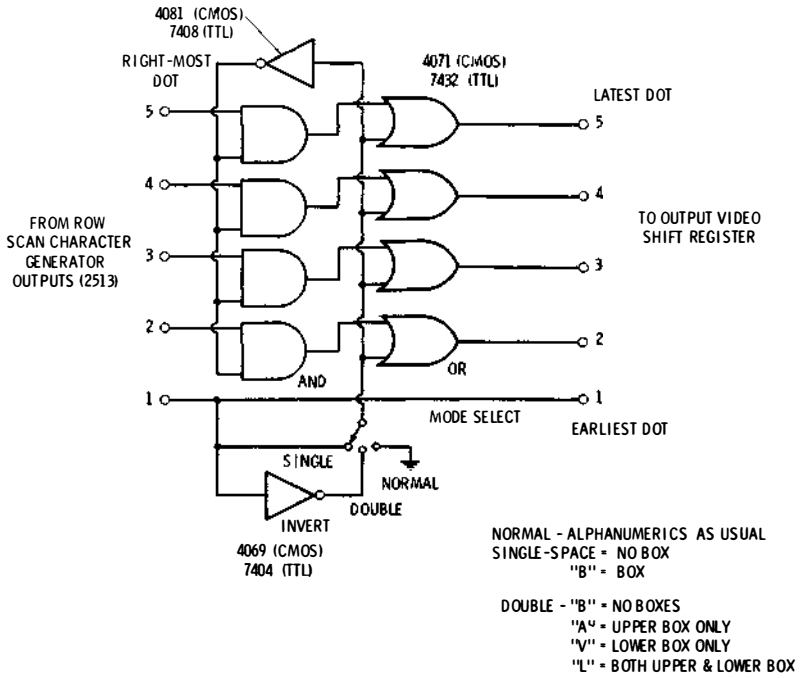 4081 (CMOS)
7408 (TTL)
4071 (CMOS)
7432 (TTL)
RIGHT-MOST
DOT
LATEST DOT
5
5
4
4
FROM ROW
SCAN CHARACTER
GENERATOR
OUTPUTS (2513)
TO OUTPUT VIDEO
SHIFT REGISTER
3
3
2
2
AND
OR
1
1
MODE SELECT
EARLIEST DOT
SINGLE
NORMAL
DOUBLE
INVERT
4069 (CMOS)
7404 (TTL)
NORMAL - ALPHANUMERICS AS USUAL
SINGLE-SPACE = NO BOX
"B" = BOX
DOUBLE - "B" = NO BOXES
"A" = UPPER BOX ONLY
"V" = LOWER BOX ONLY
"L" = BOTH UPPER & LOWER BOX